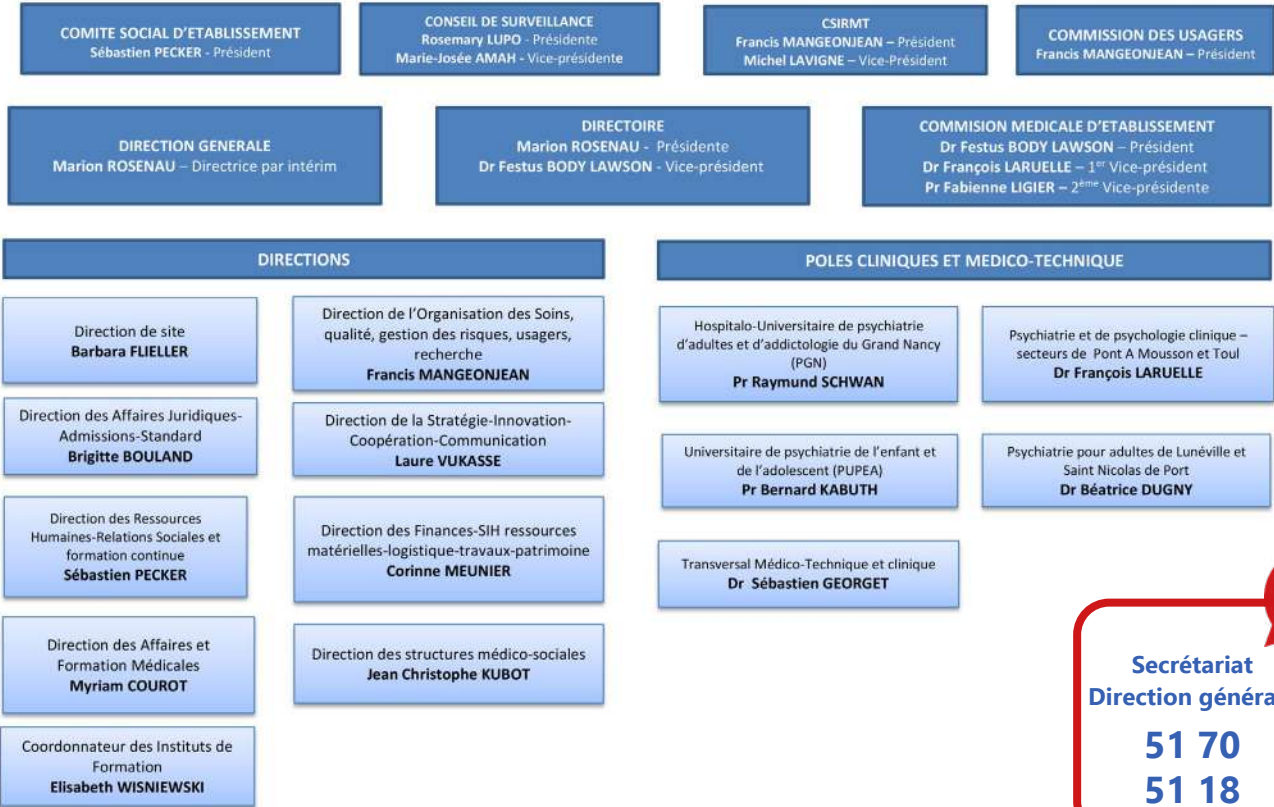 COMITE SOCIAL D'ETABLISSEMENT
Sébastien PECKER - Président
CONSEIL DE SURVEILLANCE
Rosemary LUPO - Présidente
Marie-Josée AMAH - Vice-présidente
CSIRMT
Francis MANGEONJEAN – Président
Michel LAVIGNE – Vice-Président
COMMISSION DES USAGERS
Francis MANGEONJEAN – Président
DIRECTION GENERALE
Marion ROSENAU – Directrice par intérim
DIRECTOIRE
Marion ROSENAU - Présidente
Dr Festus BODY LAWSON - Vice-président
COMMISION MEDICALE D'ETABLISSEMENT
Dr Festus BODY LAWSON – Président
Dr François LARUELLE – 1er Vice-président
Pr Fabienne LIGIER – 2ème Vice-présidente
DIRECTIONS
Direction de site
Barbara FLIELLER
Direction de l'Organisation des Soins,
qualité, gestion des risques, usagers,
recherche
Francis MANGEONJEAN
Direction des Affaires Juridiques-
Admissions-Standard
Brigitte BOULAND
Direction de la Stratégie-Innovation-
Coopération-Communication
Laure VUKASSE
Direction des Ressources
Humaines-Relations Sociales et
formation continue
Sébastien PECKER
Direction des Finances-SIH ressources
matérielles-logistique-travaux-patrimoine
Corinne MEUNIER
Direction des Affaires et
Formation Médicales
Myriam COUROT
Direction des structures médico-sociales
Jean Christophe KUBOT
Coordonnateur des Instituts de
Formation
Elisabeth WISNIEWSKI
POLES CLINIQUES ET MEDICO-TECHNIQUE
Hospitalo-Universitaire de psychiatrie
d'adultes et d'addictologie du Grand Nancy
(PGN)
Pr Raymund SCHWAN
Psychiatrie et de psychologie clinique –
secteurs de Pont A Mousson et Toul
Dr François LARUELLE
Universitaire de psychiatrie de l'enfant et
de l'adolescent (PUPEA)
Pr Bernard KABUTH
Psychiatrie pour adultes de Lunéville et
Saint Nicolas de Port
Dr Béatrice DUGNY
Transversal Médico-Technique et clinique
Dr Sébastien GEORGET
Secrétariat
Direction généra
51 70
51 18